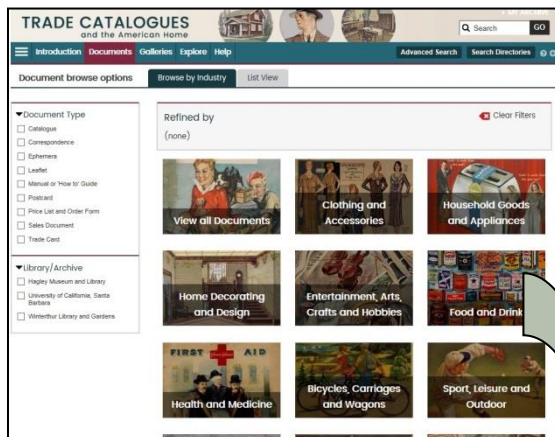 TRADE CATALOGUES
and the American Home
Search
GO
Introduction Documents Galleries Explore Help
Advanced Search
Search Directories
Document browse options
Browse by Industry
List View
Document Type
Catalogue
Correspondence
Ephemera
Leaflet
Manual or 'How to' Guide
Postcard
Price List and Order Form
Sales Document
Trade Card
Library/Archive
Hagley Museum and Library
University of California, Santa
Barbara
Winterthur Library and Gardens
Refined by
Clear Filters
(none)
View all Documents
Clothing and
Accessories
Household Goods
and Appliances
Home Decorating
and Design
Entertainment, Arts,
Crafts and Hobbies
Food and Drink
FIRST AID
Health and Medicine
Bicycles, Carriages
and Wagons
Sport, Leisure and
Outdoor